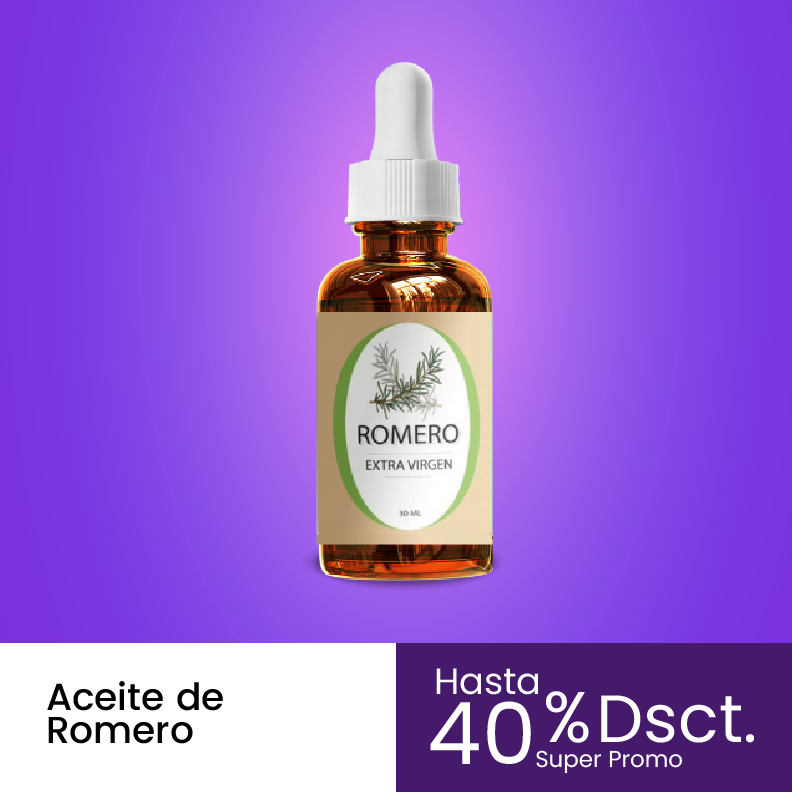 ROMERO
EXTRA VIRGEN
30 ML
Aceite de
Romero
Hasta
40%Dsct.
Super Promo